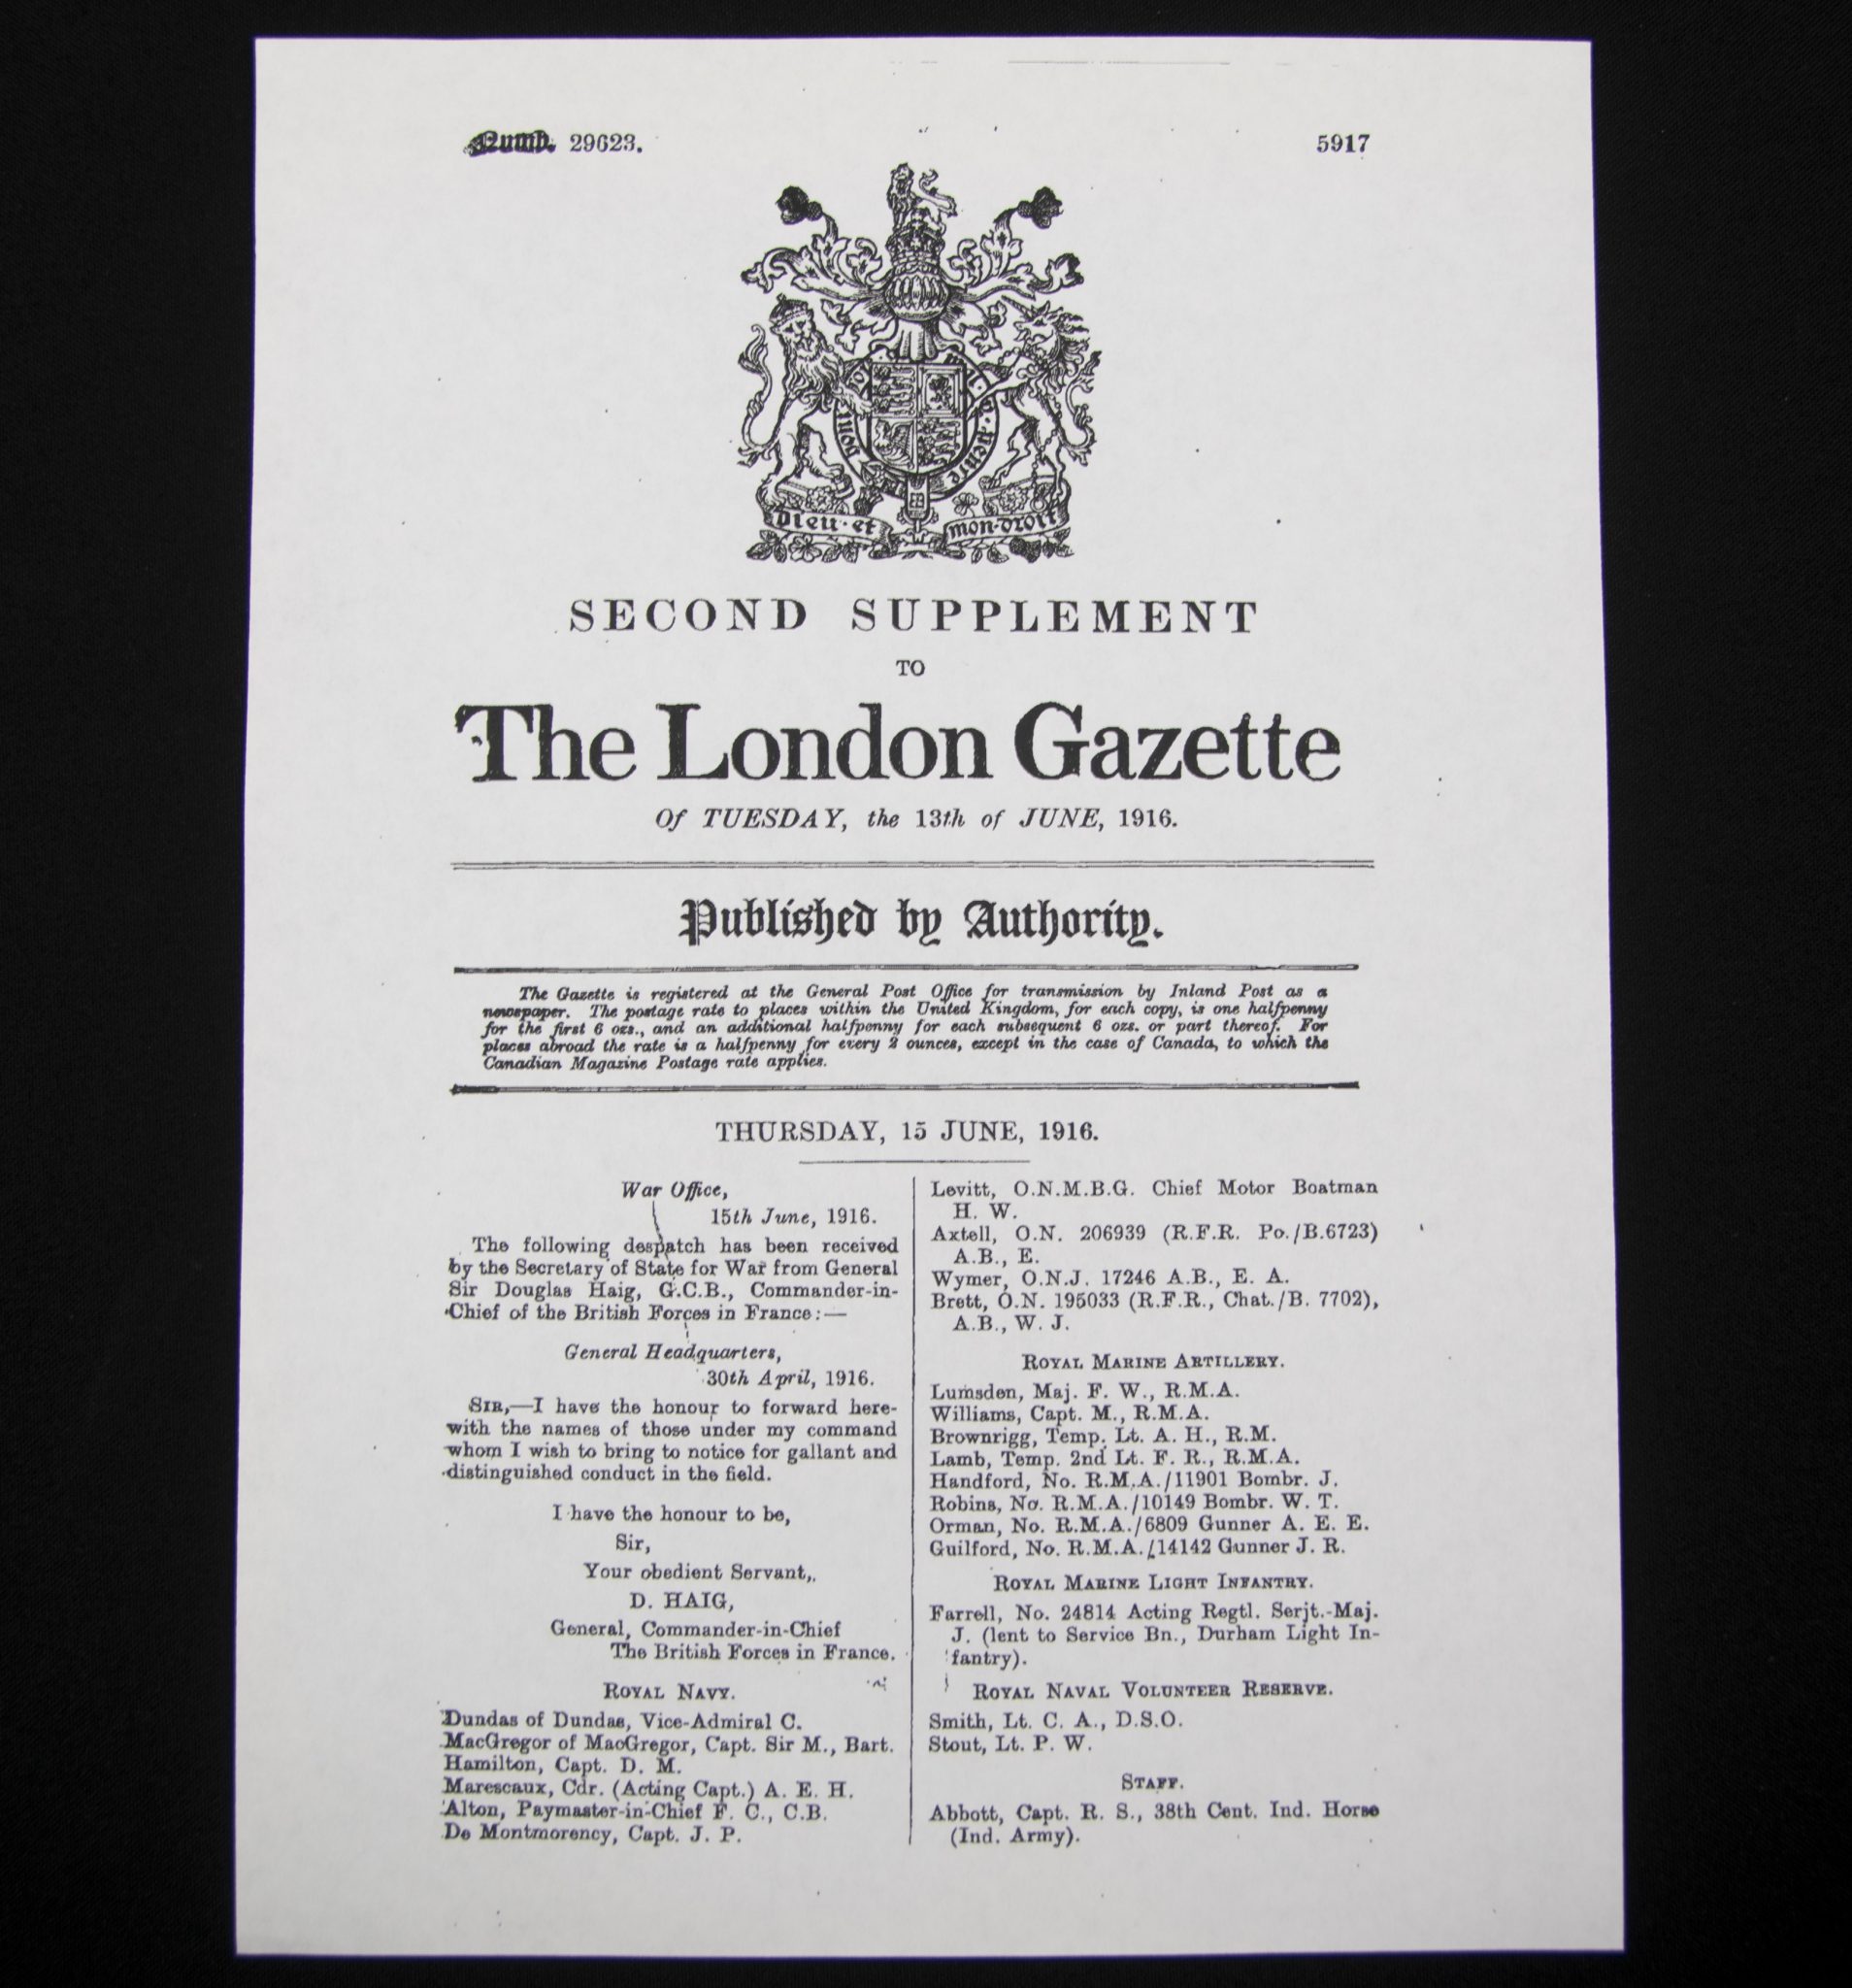 Numb. 29623.
5917
Dieu et mon droit
SECOND SUPPLEMENT
TO
The London Gazette
Of TUESDAY, the 13th of JUNE, 1916.
Published by Authority.
The Gazette is registered at the General Post Office for transmission by Inland Post as a
newspaper. The postage rate to places within the United Kingdom, for each copy, is one halfpenny
for the first 6 ozs., and an additional halfpenny for each subsequent 6 ozs. or part thereof. For
places abroad the rate is a halfpenny for every 2 ounces, except in the case of Canada, to which the
Canadian Magazine Postage rate applies.
THURSDAY, 15 JUNE, 1916.
War Office,
15th June, 1916.
The following despatch has been received
by the Secretary of State for War from General
Sir Douglas Haig, G.C.B., Commander-in-
Chief of the British Forces in France:—
General Headquarters,
30th April, 1916.
SIR,—I have the honour to forward here-
with the names of those under my command
whom I wish to bring to notice for gallant and
distinguished conduct in the field.
I have the honour to be,
Sir,
Your obedient Servant,
D. HAIG,
General, Commander-in-Chief
The British Forces in France.
ROYAL NAVY.
Dundas of Dundas, Vice-Admiral C.
MacGregor of MacGregor, Capt. Sir M., Bart.
Hamilton, Capt. D. M.
Marescaux, Cdr. (Acting Capt.) A. E. H.
Alton, Paymaster-in-Chief F. C., C.B.
De Montmorency, Capt. J. P.
Levitt, O.N.M.B.G. Chief Motor Boatman
H. W.
Axtell, O.N. 206939 (R.F.R. Po./B.6723)
A.B., E.
Wymer, O.N.J. 17246 A.B., E. A.
Brett, O.N. 195033 (R.F.R., Chat./B. 7702),
A.B., W. J.
ROYAL MARINE ARTILLERY.
Lumsden, Maj. F. W., R.M.A.
Williams, Capt. M., R.M.A.
Brownrigg, Temp. Lt. A. H., R.M.
Lamb, Temp. 2nd Lt. F. R., R.M.A.
Handford, No. R.M.A./11901 Bombr. J.
Robins, No. R.M.A./10149 Bombr. W. T.
Orman, No. R.M.A./6809 Gunner A. E. E.
Guilford, No. R.M.A./14142 Gunner J. R.
ROYAL MARINE LIGHT INFANTRY.
Farrell, No. 24814 Acting Regtl. Serjt.-Maj.
J. (lent to Service Bn., Durham Light In-
fantry).
ROYAL NAVAL VOLUNTEER RESERVE.
Smith, Lt. C. A., D.S.O.
Stout, Lt. P. W.
STAFF.
Abbott, Capt. R. S., 38th Cent. Ind. Horse
(Ind. Army).